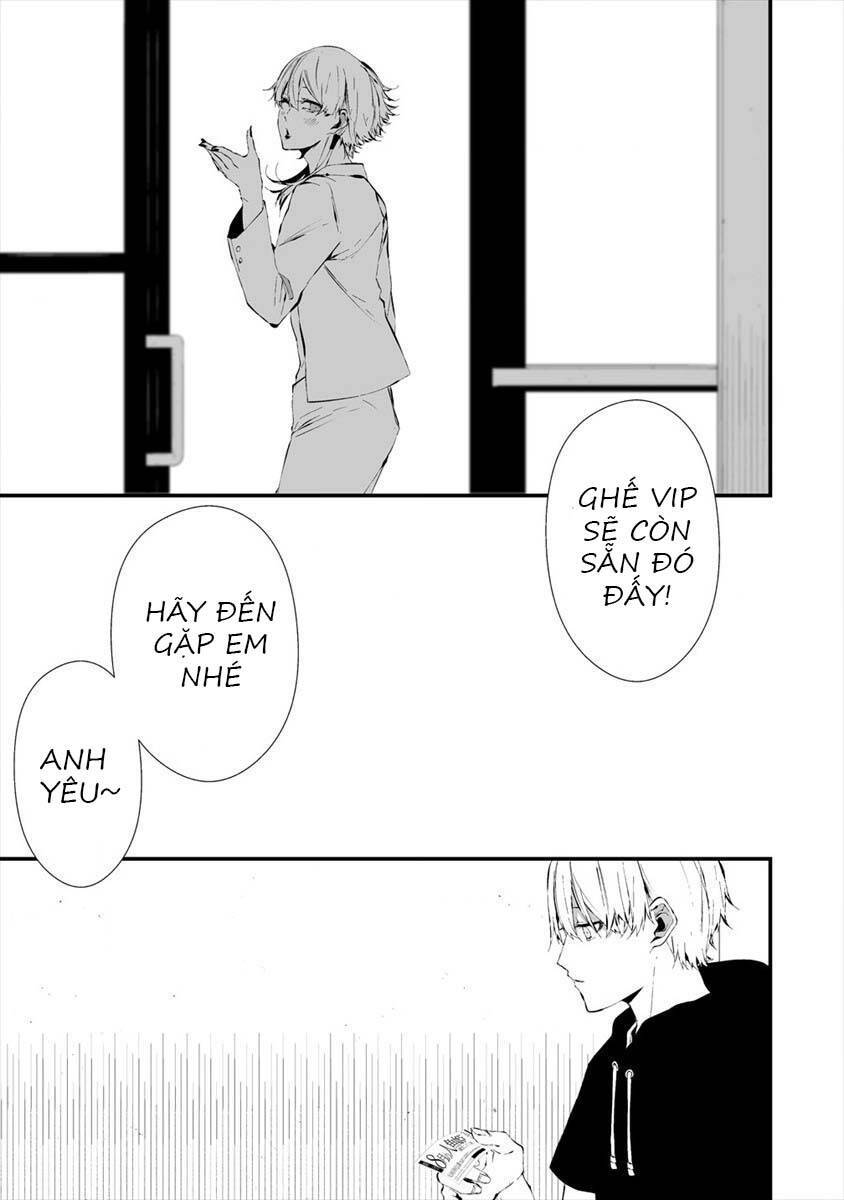 GHẾ VIP
SẼ CÒN
SẴN ĐÓ
ĐẤY!
HÃY ĐẾN
GẶP EM
NHÉ
ANH
YÊU~